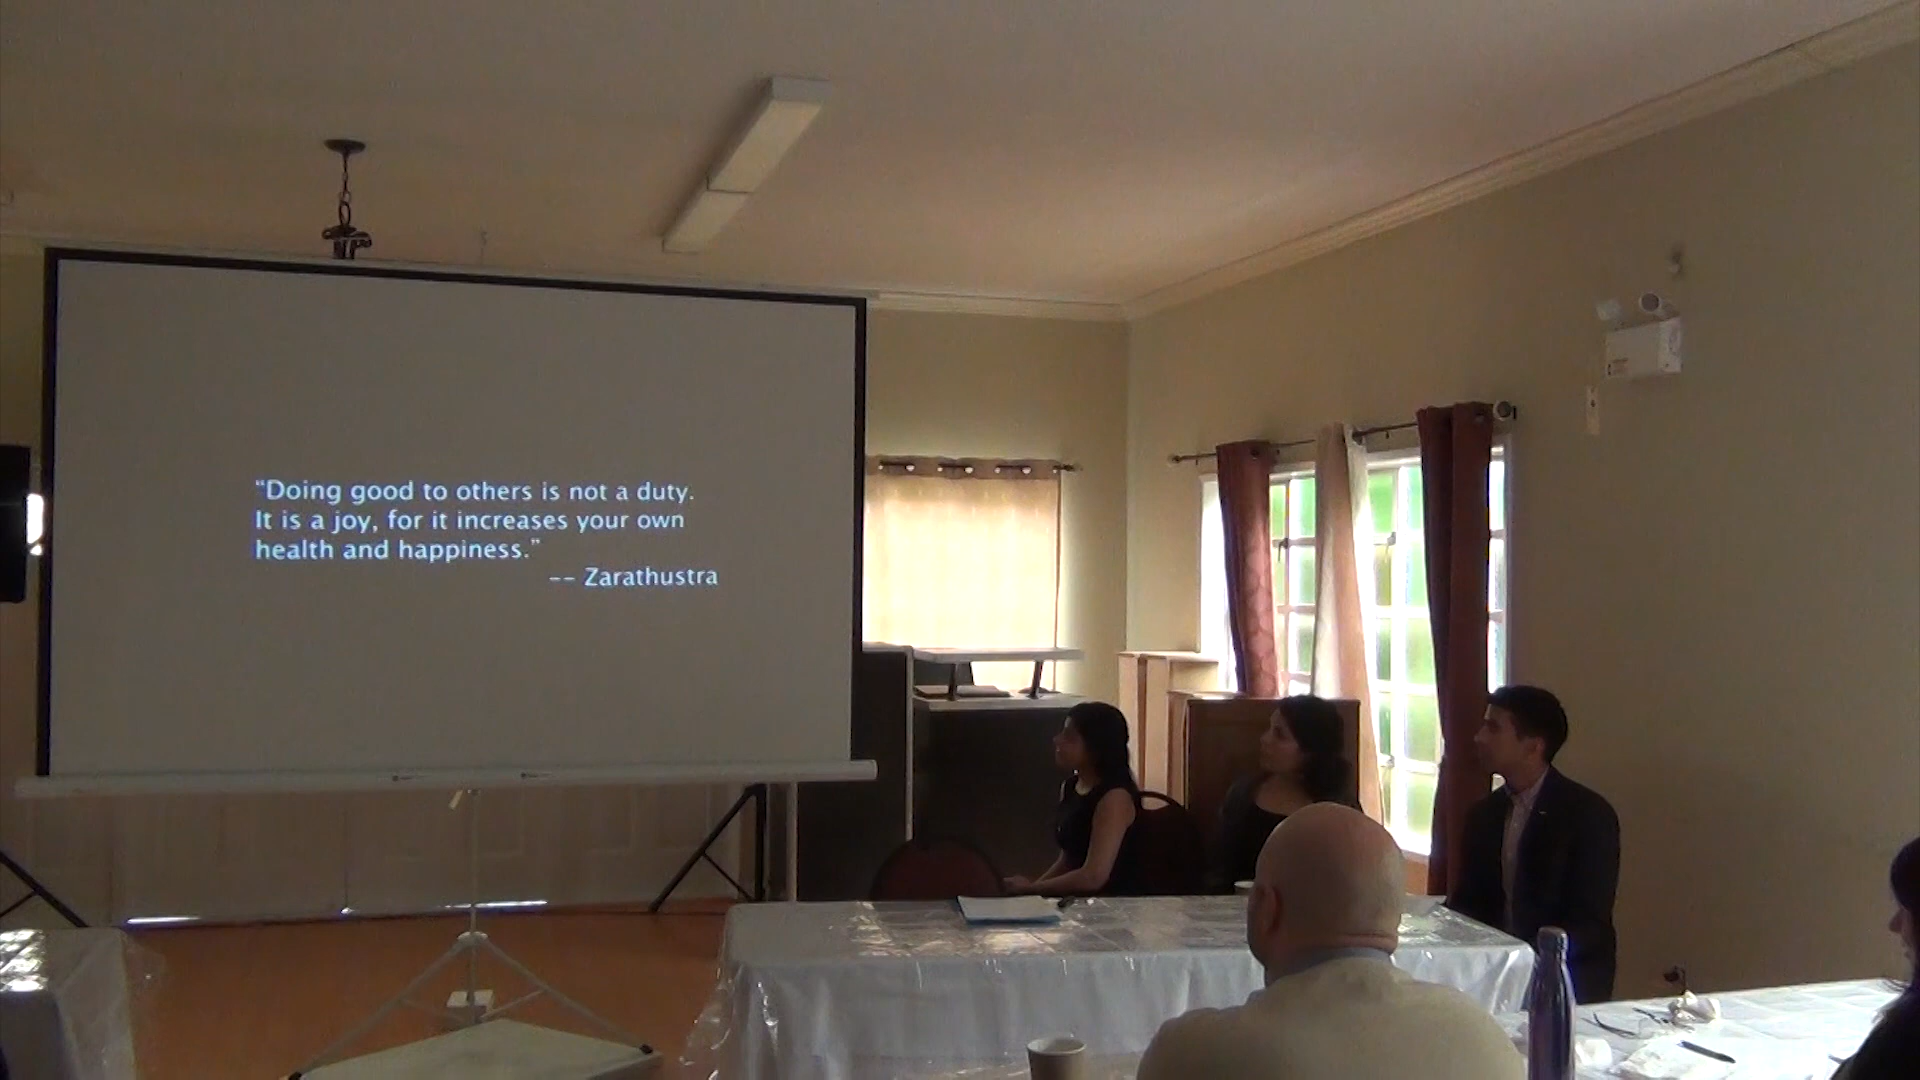 “Doing good to others is not a duty.
It is a joy, for it increases your own
health and happiness.”
-- Zarathustra